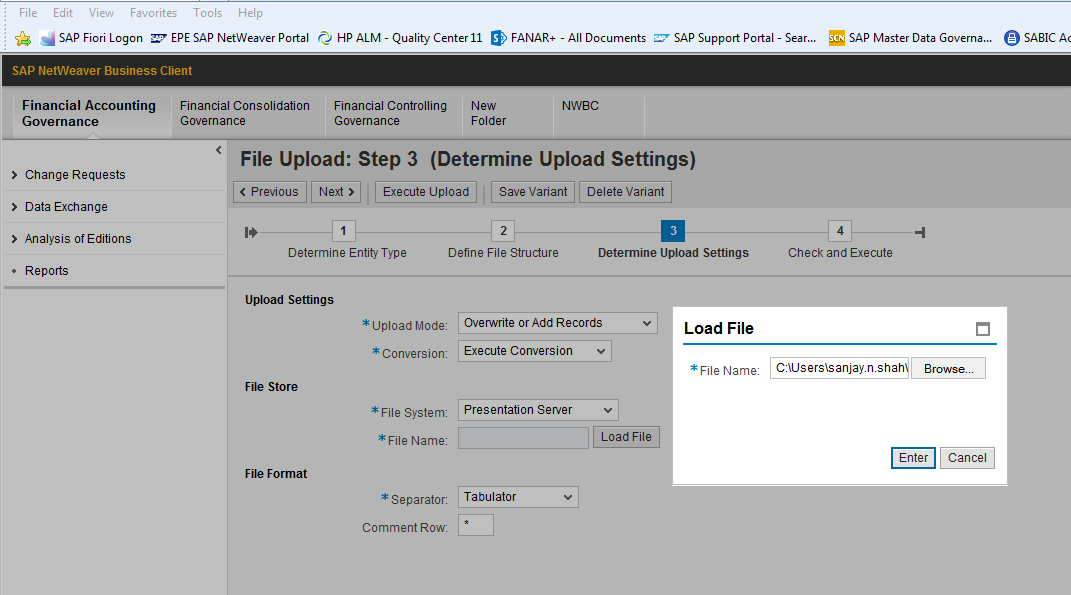 File Edit View Favorites Tools Help
SAP Fiori Logon EPE SAP NetWeaver Portal HP ALM - Quality Center 11 FANAR+ - All Documents SAP Support Portal - Sear... SCN SAP Master Data Governa... SABIC Ac
SAP NetWeaver Business Client
Financial Accounting Governance
Financial Consolidation Governance
Financial Controlling Governance
New Folder
NWBC
Change Requests
Data Exchange
Analysis of Editions
Reports
File Upload: Step 3 (Determine Upload Settings)
Previous Next Execute Upload Save Variant Delete Variant
1 2 3 4
Determine Entity Type Define File Structure Determine Upload Settings Check and Execute
Upload Settings
*Upload Mode: Overwrite or Add Records
*Conversion: Execute Conversion
File Store
*File System: Presentation Server
*File Name: Load File
File Format
*Separator: Tabulator
Comment Row: *
Load File
*File Name: C:\Users\sanjay.n.shah\ Browse...
Enter Cancel